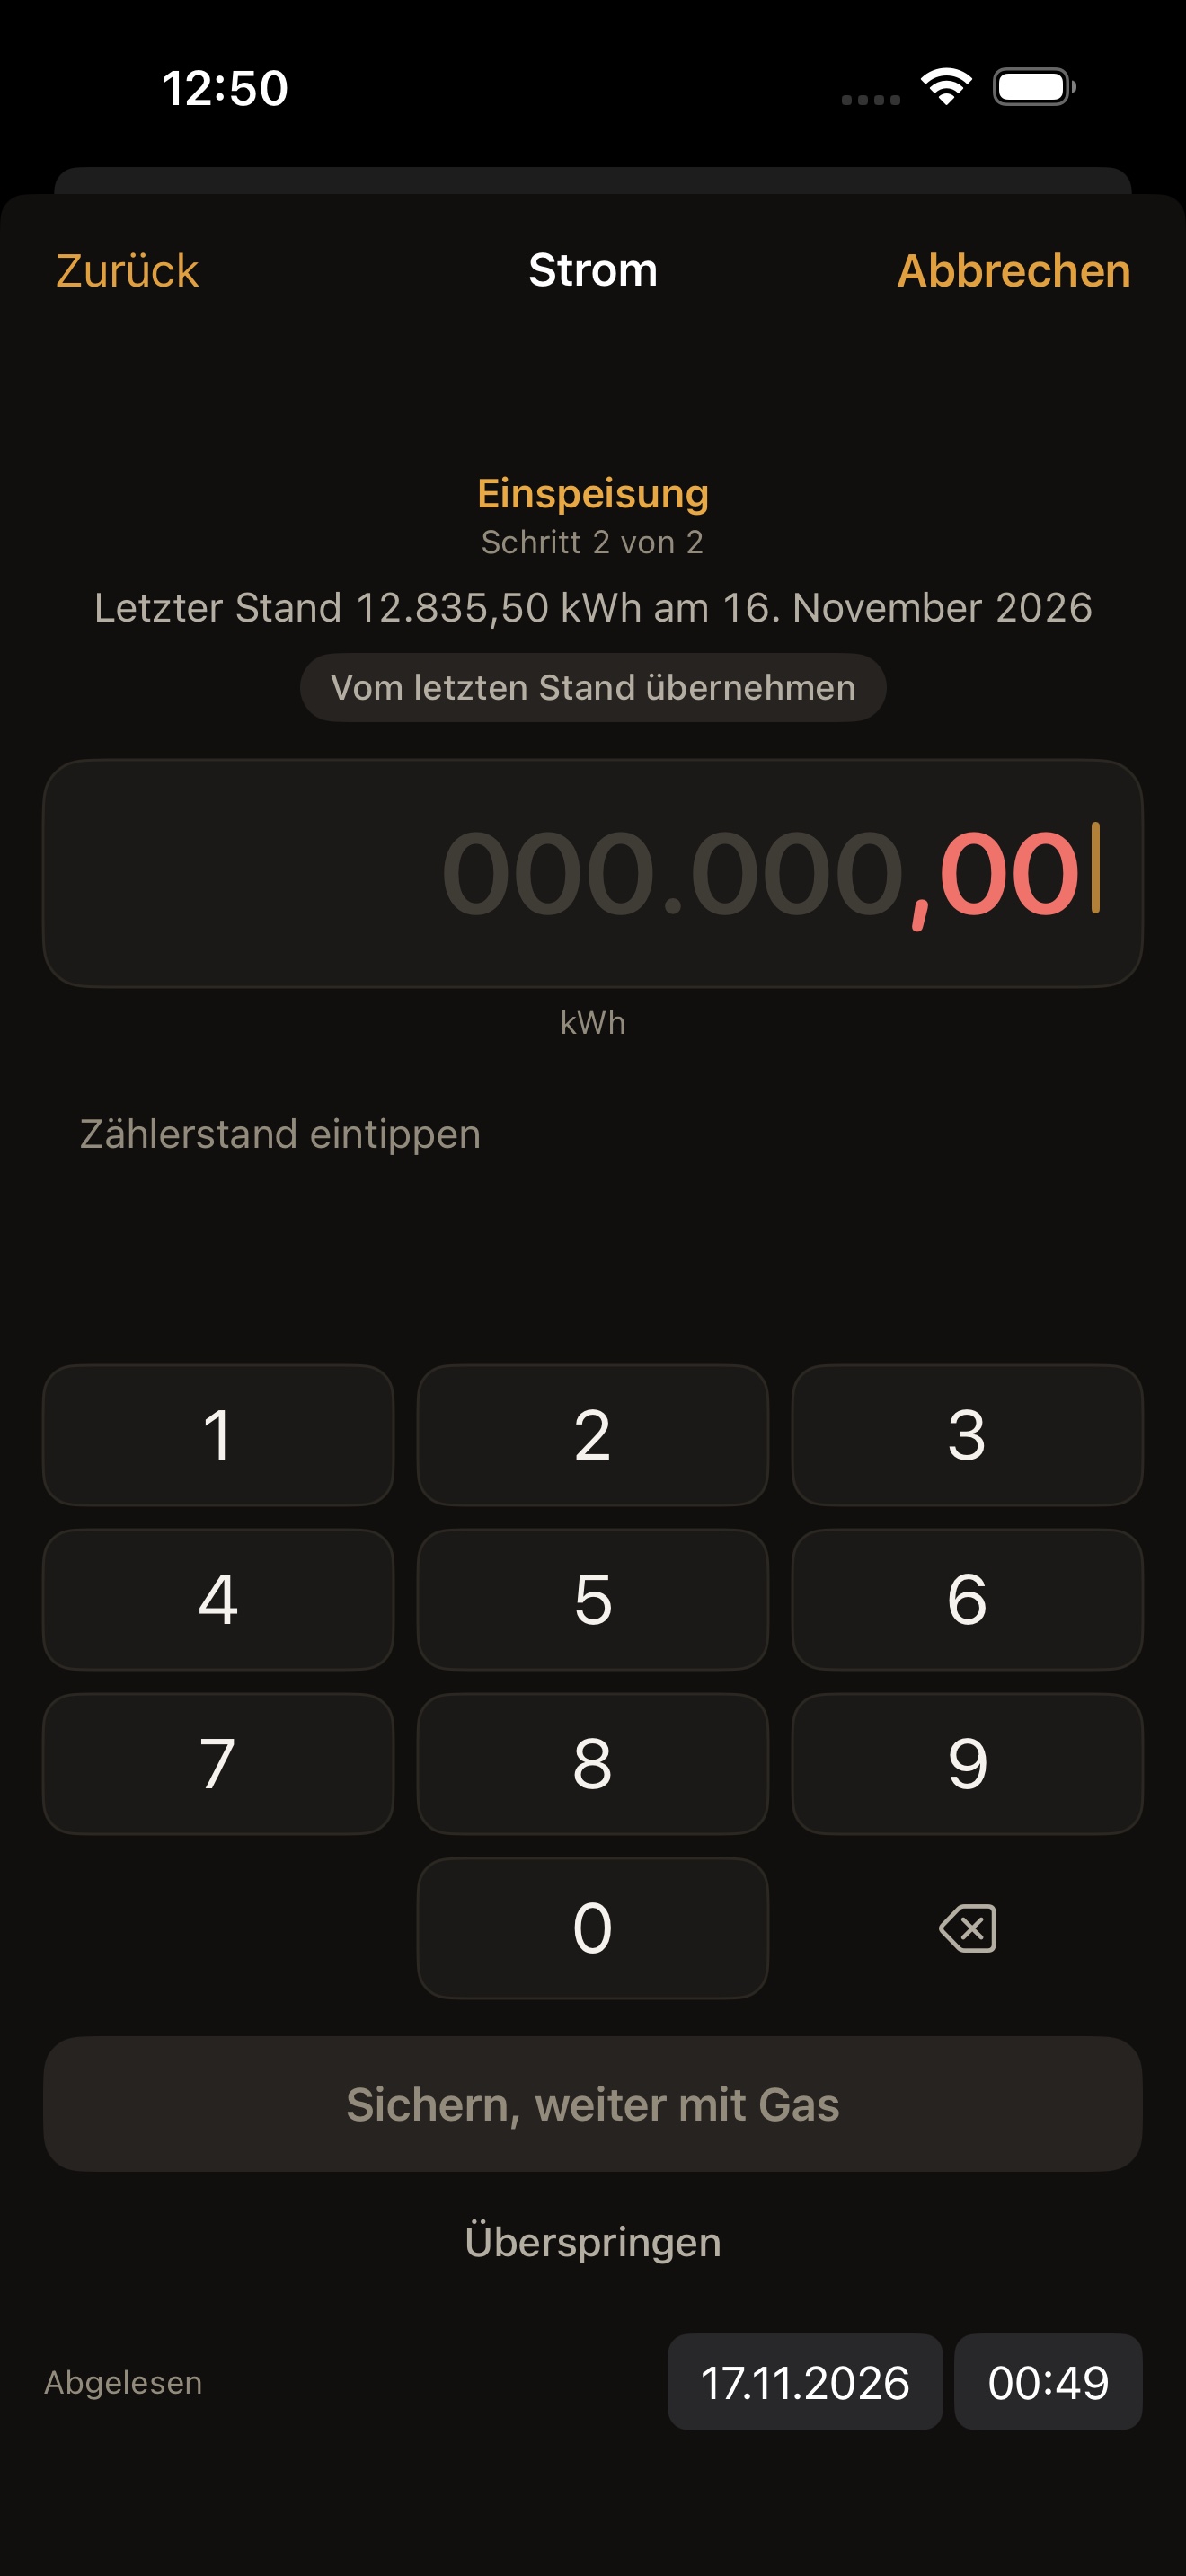 12:50
Zurück Strom Abbrechen
Einspeisung
Schritt 2 von 2
Letzter Stand 12.835,50 kWh am 16. November 2026
Vom letzten Stand übernehmen
000.000,00
kWh
Zählerstand eintippen
1 2 3
4 5 6
7 8 9
0
Sichern, weiter mit Gas
Überspringen
Abgelesen 17.11.2026 00:49